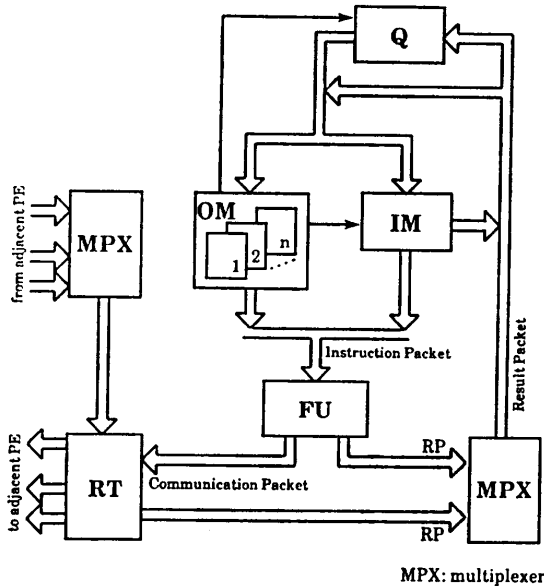 Q
OM
1
2
n
IM
from adjacent PE
MPX
Instruction Packet
Result Packet
FU
to adjacent PE
RT
Communication Packet
RP
RP
MPX
MPX: multiplexer